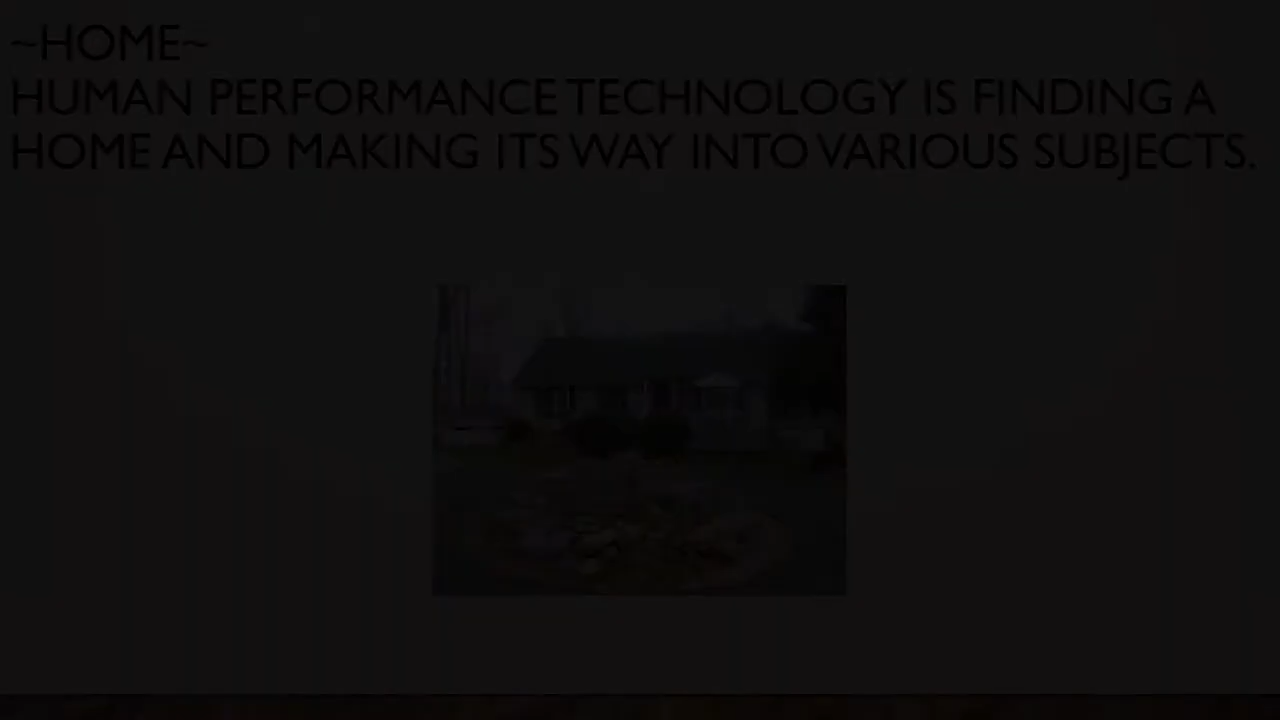 ~HOME~
HUMAN PERFORMANCE TECHNOLOGY IS FINDING A
HOME AND MAKING ITS WAY INTO VARIOUS SUBJECTS.